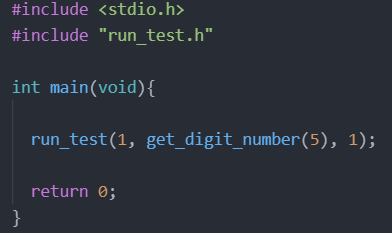 #include <stdio.h>
#include "run_test.h"
int main(void){
run_test(1, get_digit_number(5), 1);
return 0;
}